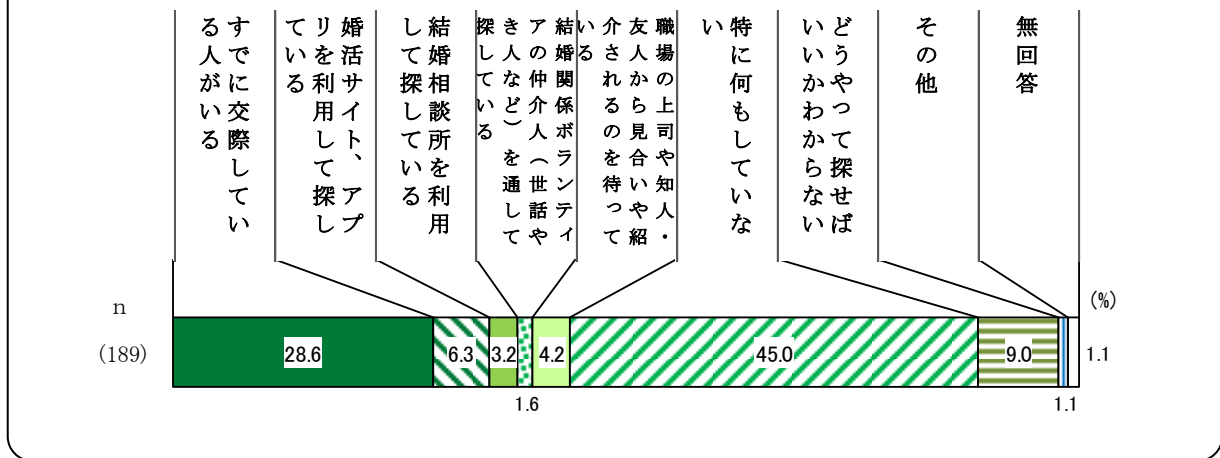 すでに交際してい
る人がいる
婚活サイト、アプ
リを利用して探し
ている
結婚相談所を利用
して探している
結婚関係ボランティ
アの仲介人（世話や
き人など）を通して
探している
職場の上司や知人・
友人から見合いや紹
介されるのを待って
いる
特に何もしていな
い
どうやって探せば
いいかわからない
その他
無回答
n
(%)
(189)
28.6
6.3
3.2
4.2
45.0
9.0
1.1
1.6
1.1